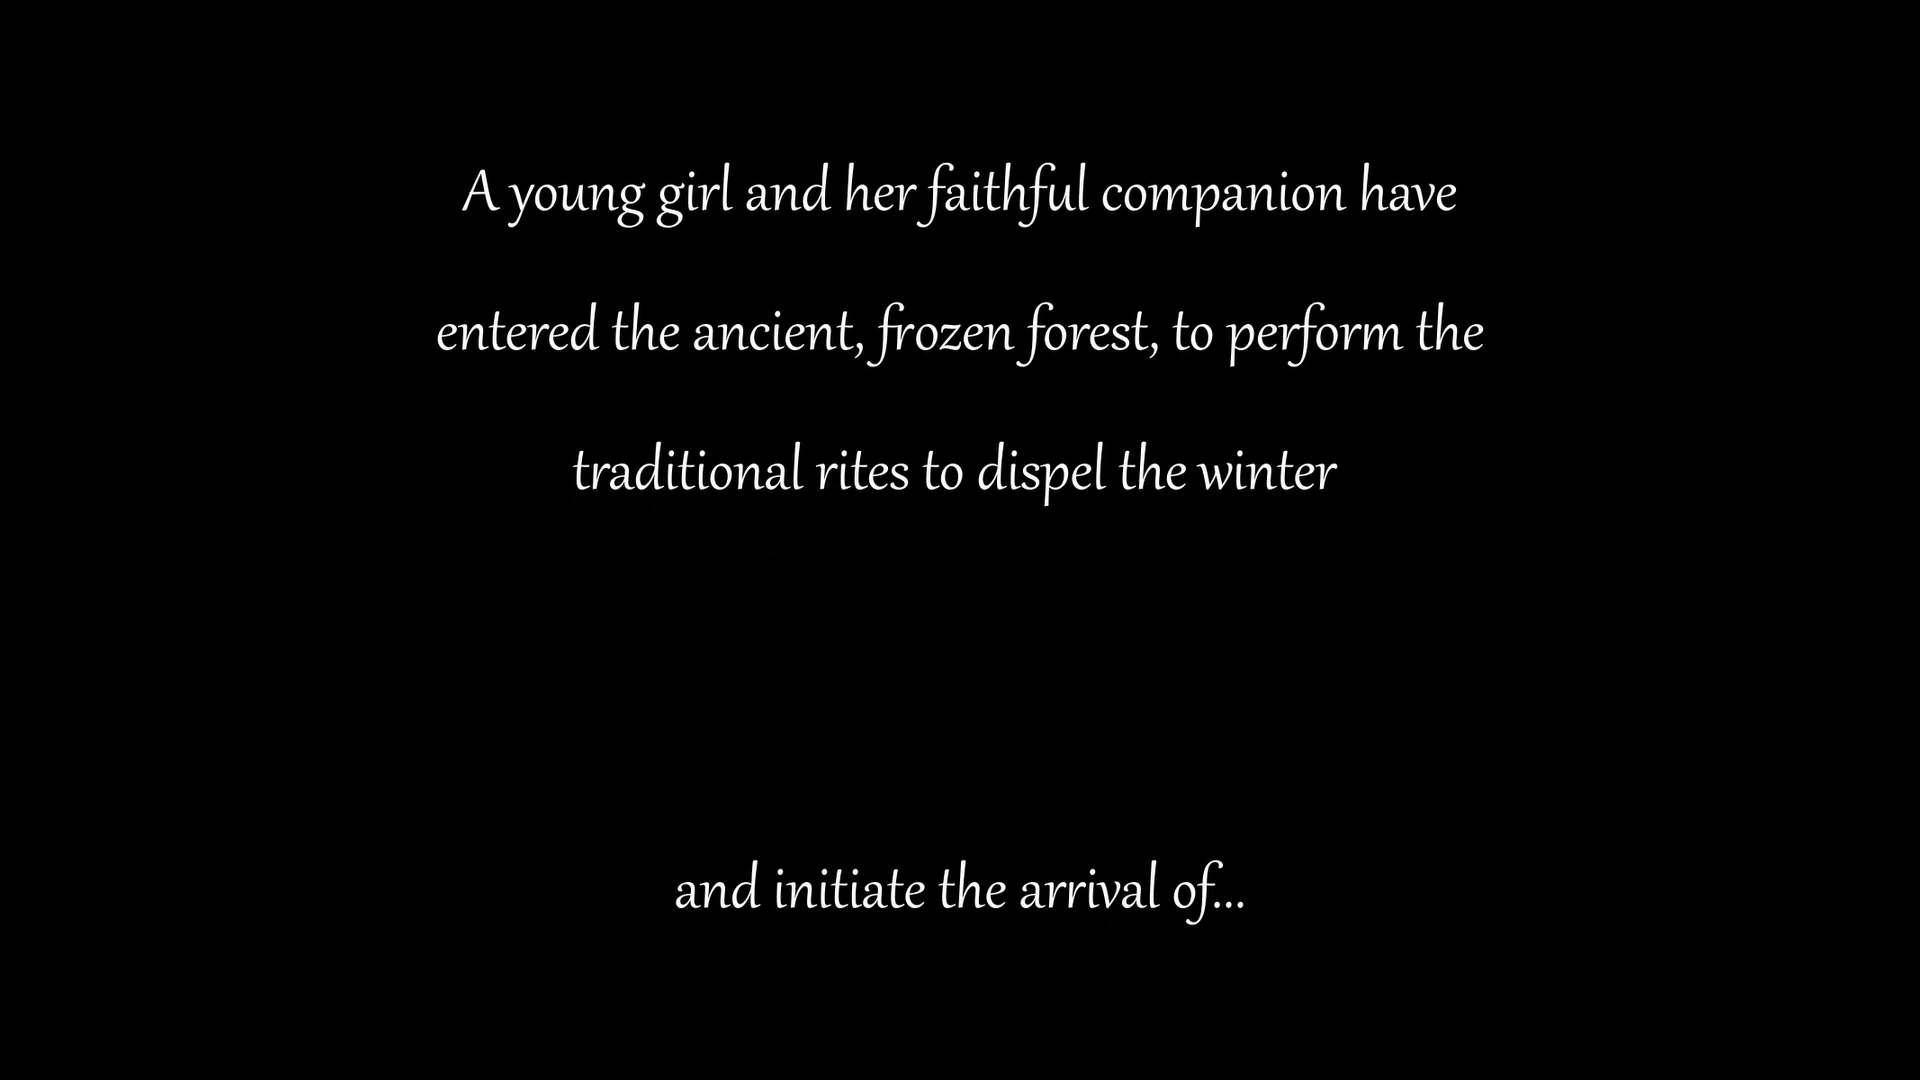 A young girl and her faithful companion have
entered the ancient, frozen forest, to perform the
traditional rites to dispel the winter
and initiate the arrival of...